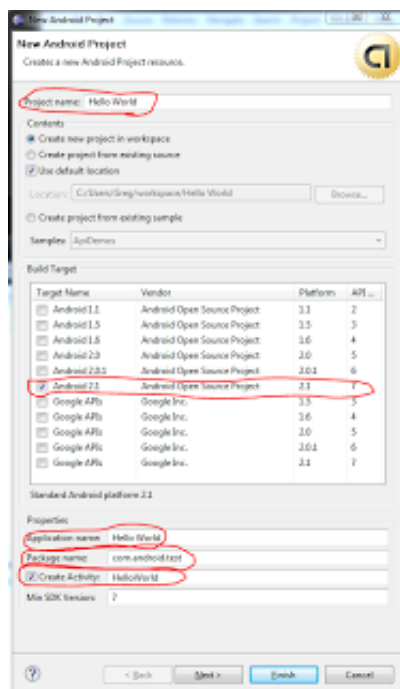 New Android Project
New Android Project
Creates a new Android Project resource.
Project name: Hello World
Contents
Create new project in workspace
Create project from existing source
Use default location
Location: C:/Users/Greg/workspace/Hello World Browse...
Create project from existing sample
Samples: ApiDemos
Build Target
Target Name Vendor Platform API ...
Android 1.1 Android Open Source Project 1.1 2
Android 1.5 Android Open Source Project 1.5 3
Android 1.6 Android Open Source Project 1.6 4
Android 2.0 Android Open Source Project 2.0 5
Android 2.0.1 Android Open Source Project 2.0.1 6
Android 2.1 Android Open Source Project 2.1 7
Google APIs Google Inc. 1.5 3
Google APIs Google Inc. 1.6 4
Google APIs Google Inc. 2.0 5
Google APIs Google Inc. 2.0.1 6
Google APIs Google Inc. 2.1 7
Standard Android platform 2.1
Properties
Application name: Hello World
Package name: com.android.test
Create Activity: HelloWorld
Min SDK Version: 7
< Back Next > Finish Cancel